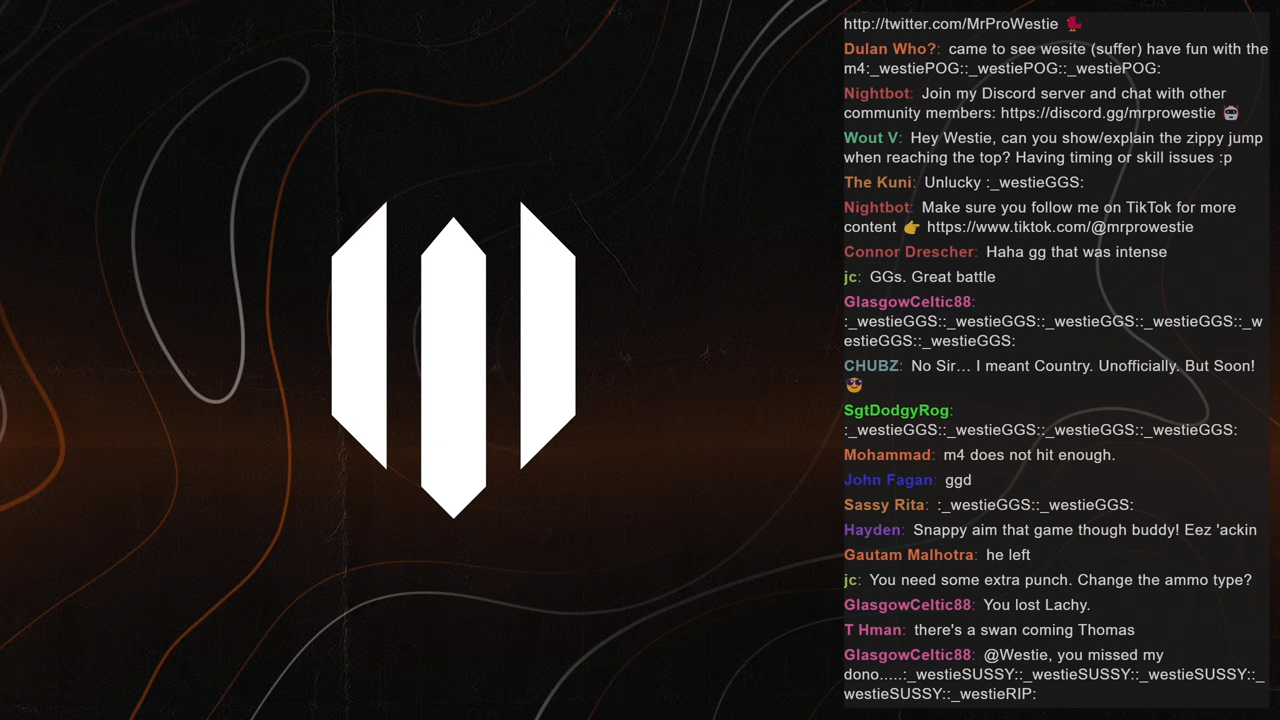 http://twitter.com/MrProWestie
Dulan Who?: came to see wesite (suffer) have fun with the
m4:_westiePOG::_westiePOG::_westiePOG:
Nightbot: Join my Discord server and chat with other
community members: https://discord.gg/mrprowestie
Wout V: Hey Westie, can you show/explain the zippy jump
when reaching the top? Having timing or skill issues :p
The Kuni: Unlucky :_westieGGS:
Nightbot: Make sure you follow me on TikTok for more
content 👉 https://www.tiktok.com/@mrprowestie
Connor Drescher: Haha gg that was intense
jc: GGs. Great battle
GlasgowCeltic88:
:_westieGGS::_westieGGS::_westieGGS::_westieGGS::_w
estieGGS::_westieGGS:
CHUBZ: No Sir… I meant Country. Unofficially. But Soon!
SgtDodgyRog:
:_westieGGS::_westieGGS::_westieGGS::_westieGGS:
Mohammad: m4 does not hit enough.
John Fagan: ggd
Sassy Rita: :_westieGGS::_westieGGS:
Hayden: Snappy aim that game though buddy! Eez 'ackin
Gautam Malhotra: he left
jc: You need some extra punch. Change the ammo type?
GlasgowCeltic88: You lost Lachy.
T Hman: there's a swan coming Thomas
GlasgowCeltic88: @Westie, you missed my
dono.....:_westieSUSSY::_westieSUSSY::_westieSUSSY::_
westieSUSSY::_westieRIP: